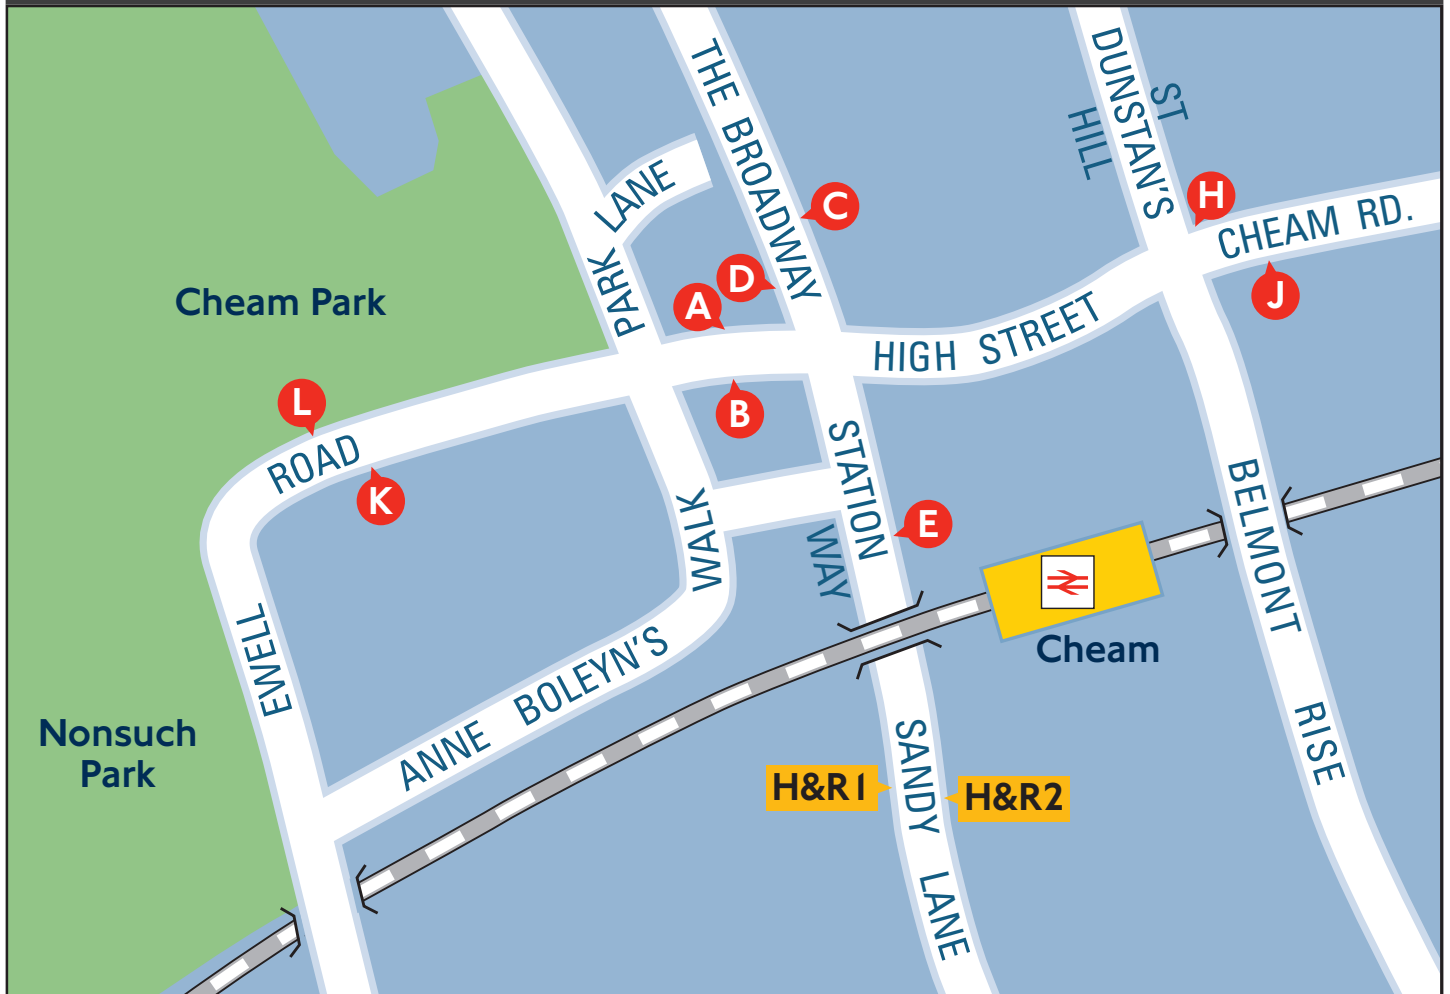 THE BROADWAY
ST
DUNSTAN'S
HILL
H
CHEAM RD.
C
PARK LANE
D
A
J
Cheam Park
HIGH STREET
L
B
ROAD
K
STATION
WAY
E
WALK
BELMONT
RISE
Cheam
EWELL
ANNE BOLEYN'S
Nonsuch
Park
SANDY
LANE
H&R1
H&R2